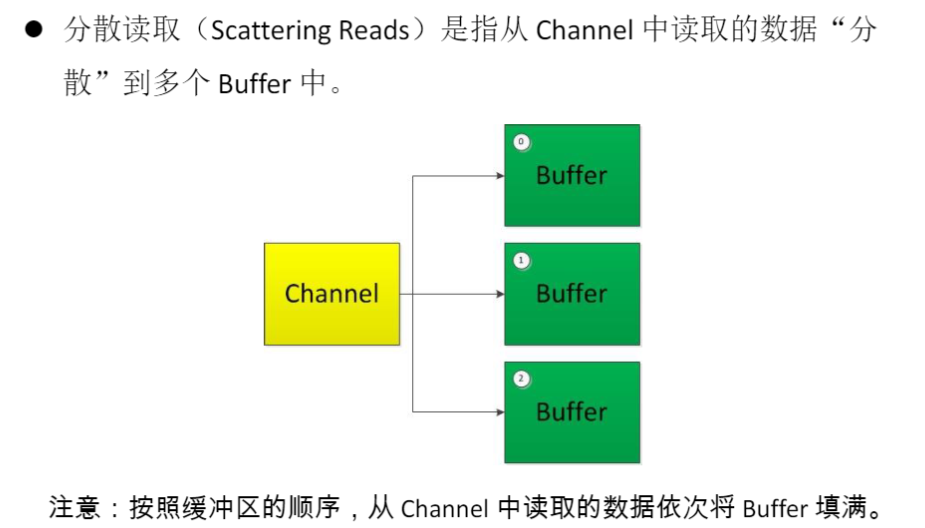 ● 分散读取（Scattering Reads）是指从 Channel 中读取的数据“分
散”到多个 Buffer 中。
0
Buffer
Channel
1
Buffer
2
Buffer
注意：按照缓冲区的顺序，从 Channel 中读取的数据依次将 Buffer 填满。